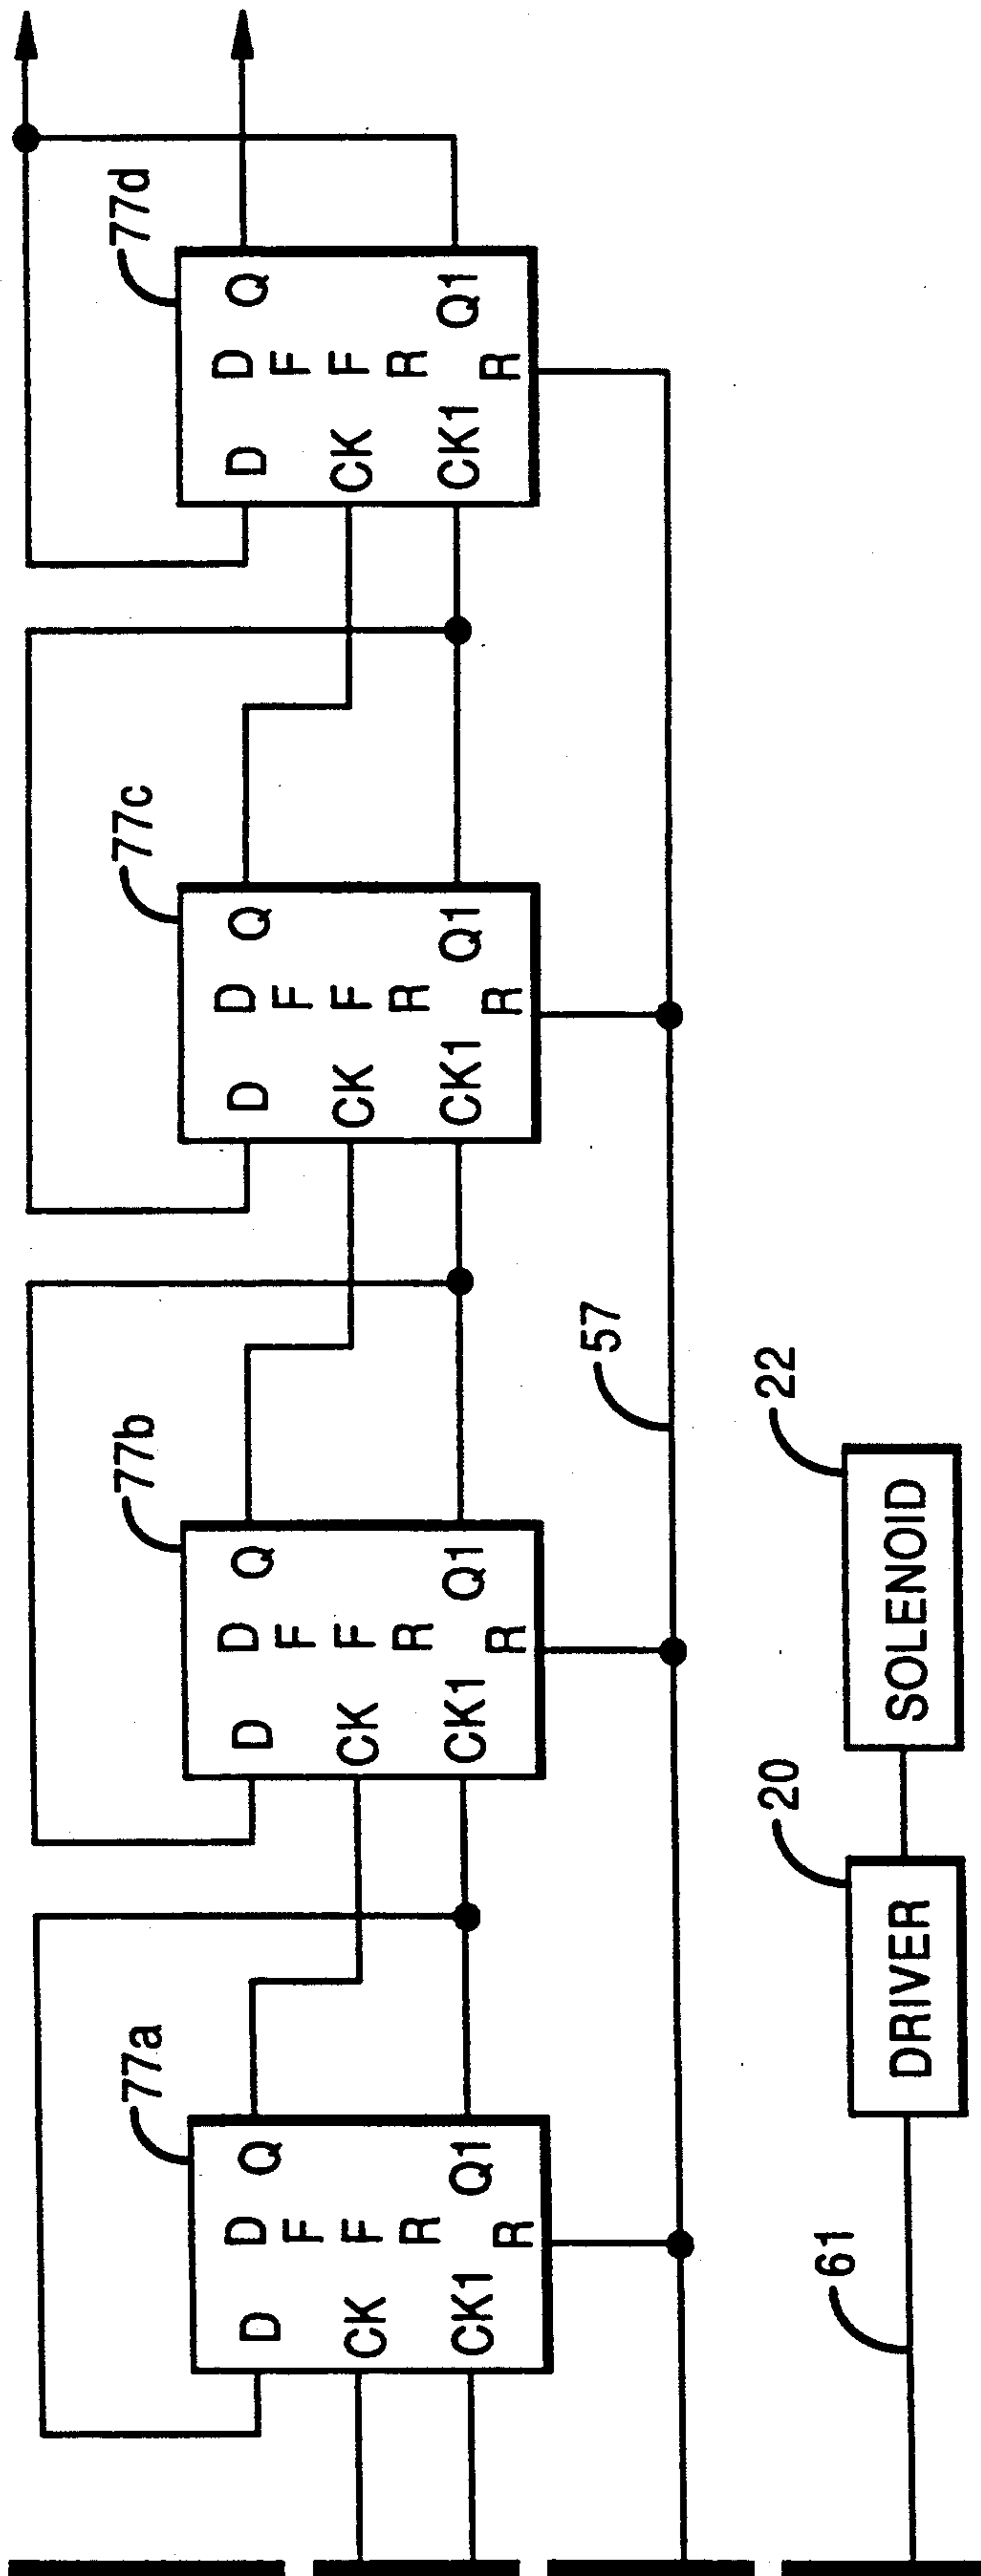 77a
D D Q
F
CK F
R
CK1 Q1
R
77b
D D Q
F
CK F
R
CK1 Q1
R
77c
D D Q
F
CK F
R
CK1 Q1
R
77d
D D Q
F
CK F
R
CK1 Q1
R
57
61
DRIVER
20
SOLENOID
22